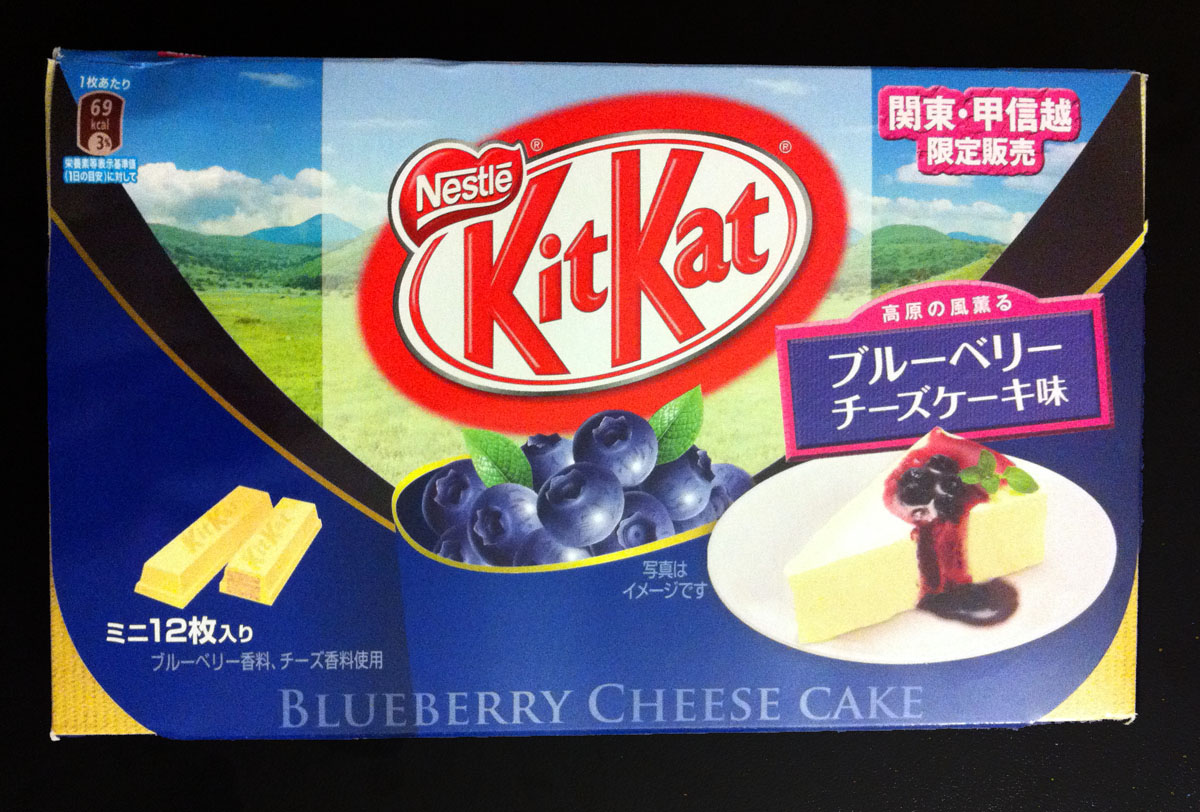 1枚あたり
69
kcal
3%
栄養素等表示基準値
(1日の目安)に対して
Nestlé®
KitKat®
関東・甲信越
限定販売
高原の風薫る
ブルーベリー
チーズケーキ味
KitKat
KitKat
写真は
イメージです
ミニ12枚入り
ブルーベリー香料、チーズ香料使用
BLUEBERRY CHEESE CAKE